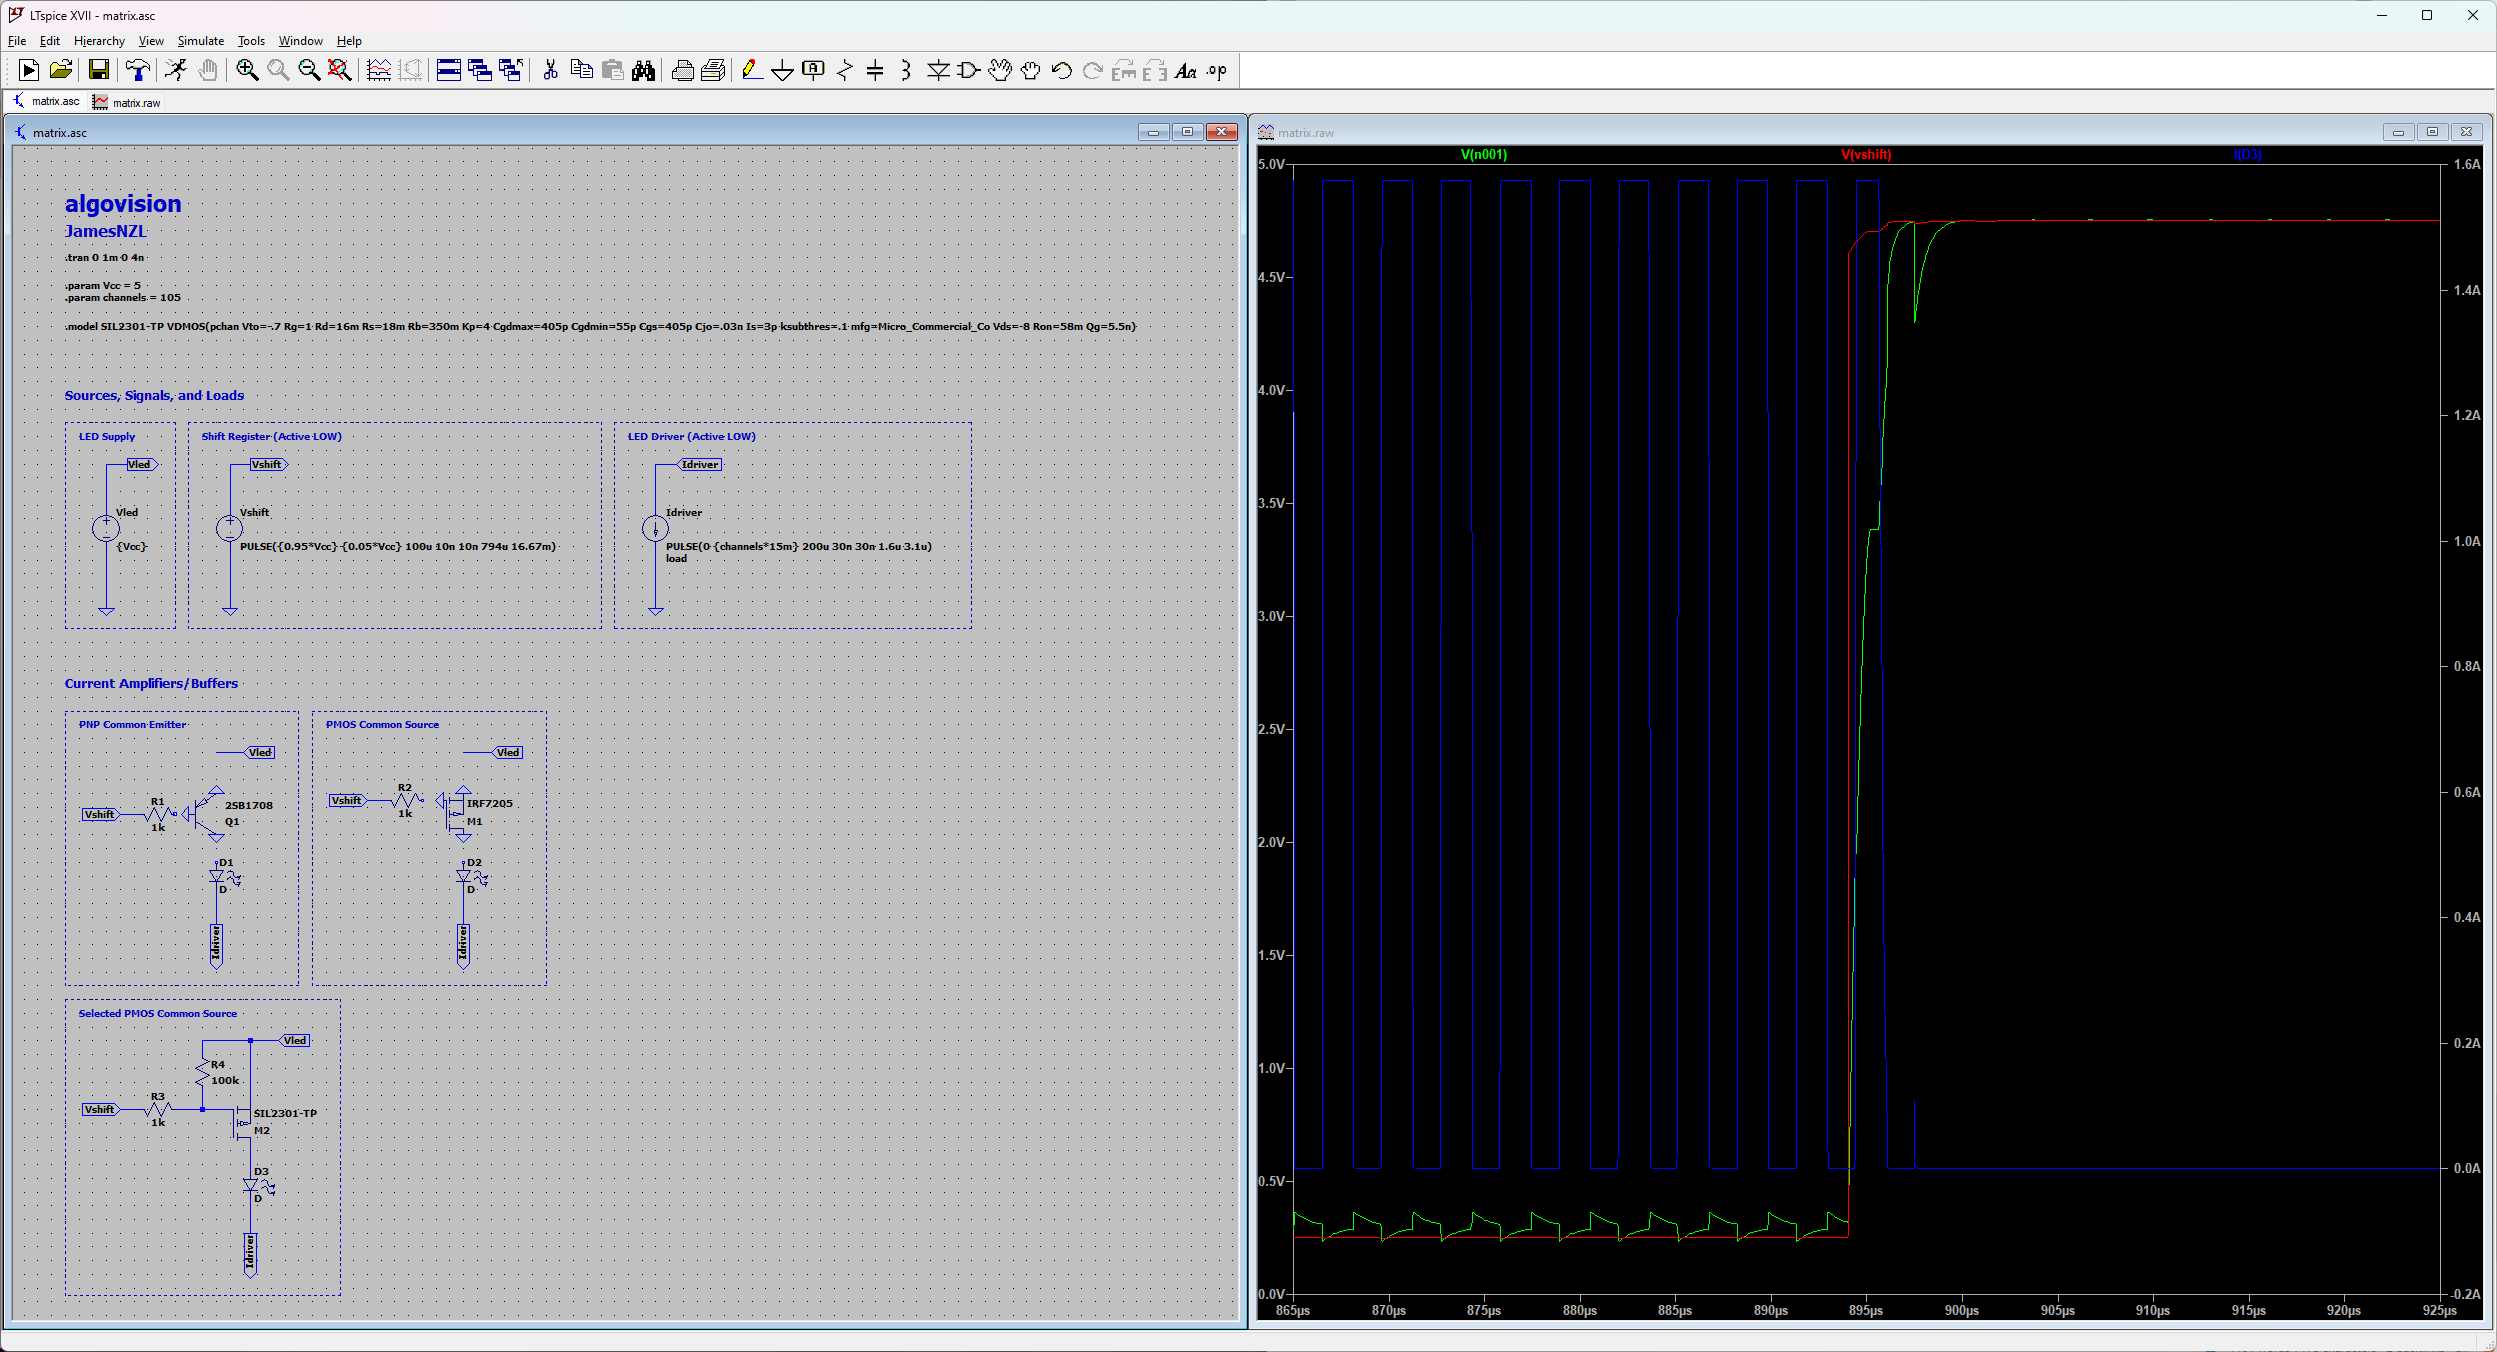 LTspice XVII - matrix.asc
File Edit Hierarchy View Simulate Tools Window Help
.op
matrix.asc matrix.raw
matrix.asc
algovision
JamesNZL
.tran 0 1m 0 4n
.param Vcc = 5
.param channels = 105
.model SIL2301-TP VDMOS(pchan Vto=-.7 Rg=1 Rd=16m Rs=18m Rb=350m Kp=4 Cgdmax=405p Cgdmin=55p Cgs=405p Cjo=.03n Is=3p ksubthres=.1 mfg=Micro_Commercial_Co Vds=-8 Ron=58m Qg=5.5n)
Sources, Signals, and Loads
LED Supply
Vled
Vled
{Vcc}
Shift Register (Active LOW)
Vshift
Vshift
PULSE({0.95*Vcc} {0.05*Vcc} 100u 10n 10n 794u 16.67m)
LED Driver (Active LOW)
Idriver
Idriver
PULSE(0 {channels*15m} 200u 30n 30n 1.6u 3.1u)
load
Current Amplifiers/Buffers
PNP Common Emitter
Vled
Vshift
R1
1k
2SB1708
Q1
D1
D
Idriver
PMOS Common Source
Vled
Vshift
R2
1k
IRF7205
M1
D2
D
Idriver
Selected PMOS Common Source
Vled
R4
100k
Vshift
R3
1k
SIL2301-TP
M2
D3
D
Idriver
matrix.raw
V(n001) V(vshift) I(D3)
5.0V
4.5V
4.0V
3.5V
3.0V
2.5V
2.0V
1.5V
1.0V
0.5V
0.0V
1.6A
1.4A
1.2A
1.0A
0.8A
0.6A
0.4A
0.2A
0.0A
-0.2A
865µs 870µs 875µs 880µs 885µs 890µs 895µs 900µs 905µs 910µs 915µs 920µs 925µs